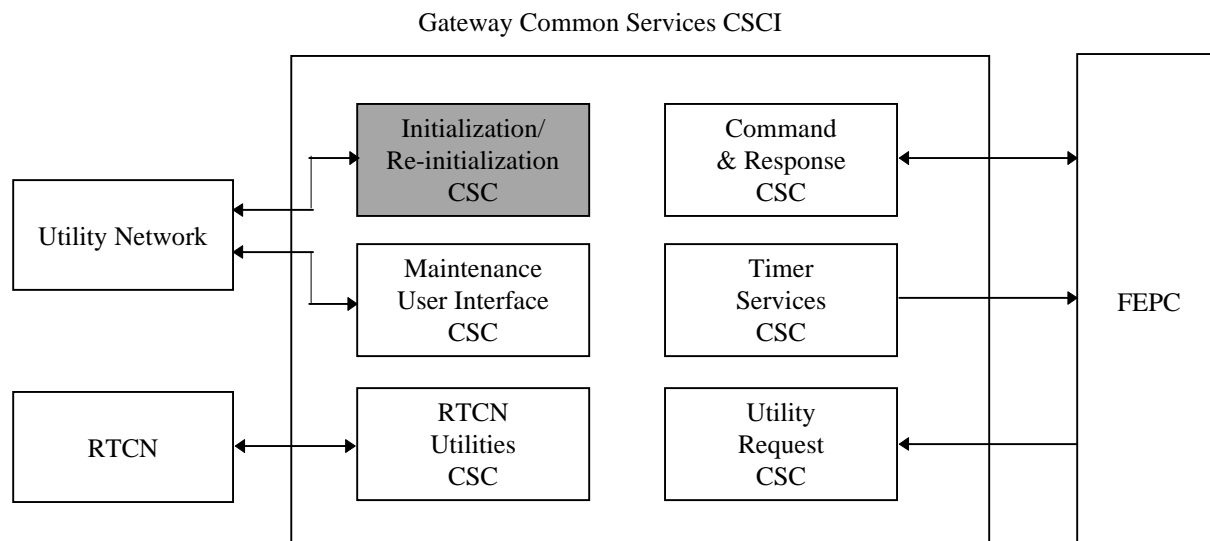 Gateway Common Services CSCI
Initialization/
Re-initialization
CSC
Command
& Response
CSC
Utility Network
Maintenance
User Interface
CSC
Timer
Services
CSC
FEPC
RTCN
RTCN
Utilities
CSC
Utility
Request
CSC